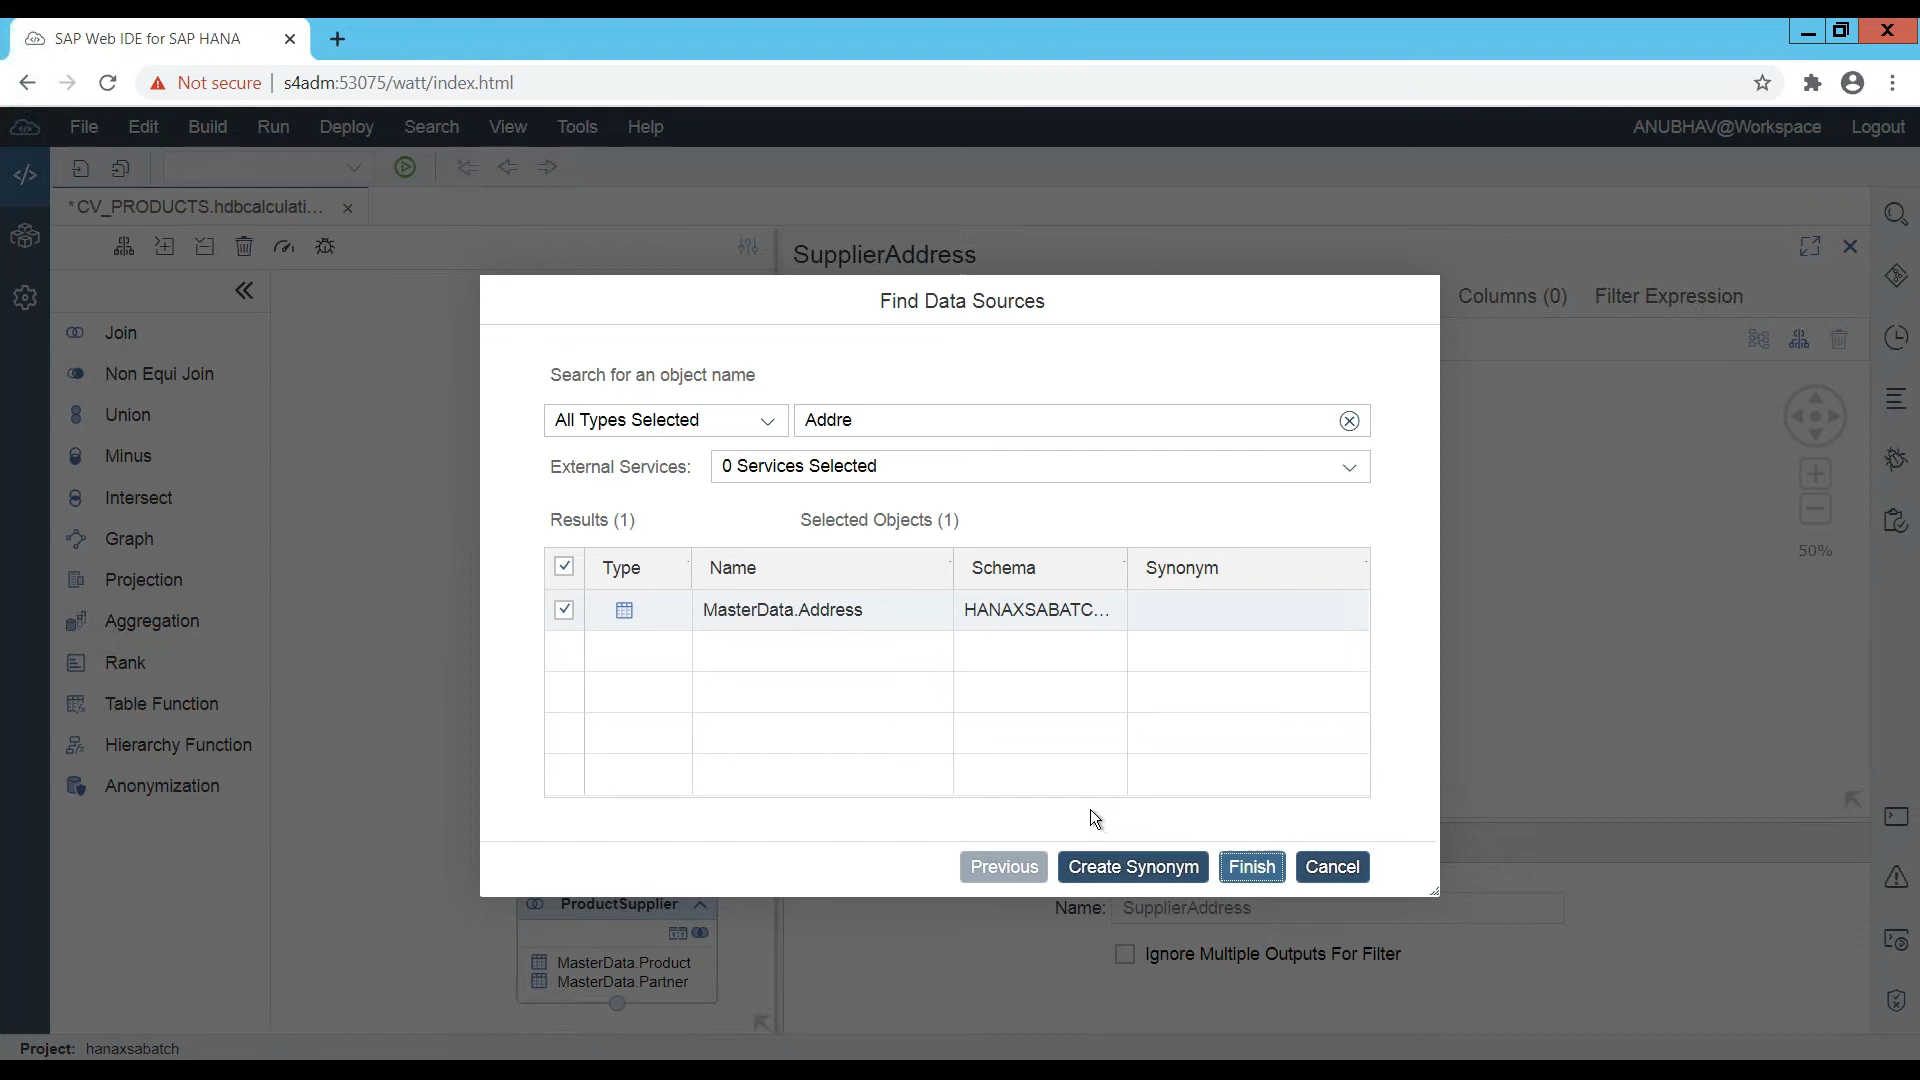 SAP Web IDE for SAP HANA
Not secure
s4adm:53075/watt/index.html
File Edit Build Run Deploy Search View Tools Help
ANUBHAV@Workspace Logout
*CV_PRODUCTS.hdbcalculati...
SupplierAddress
Columns (0) Filter Expression
Join
Non Equi Join
Union
Minus
Intersect
Graph
Projection
Aggregation
Rank
Table Function
Hierarchy Function
Anonymization
50%
Find Data Sources
Search for an object name
All Types Selected Addre
External Services: 0 Services Selected
Results (1) Selected Objects (1)
Type Name Schema Synonym
MasterData.Address HANAXSABATC...
Previous Create Synonym Finish Cancel
ProductSupplier
MasterData.Product
MasterData.Partner
Name: SupplierAddress
Ignore Multiple Outputs For Filter
Project: hanaxsabatch